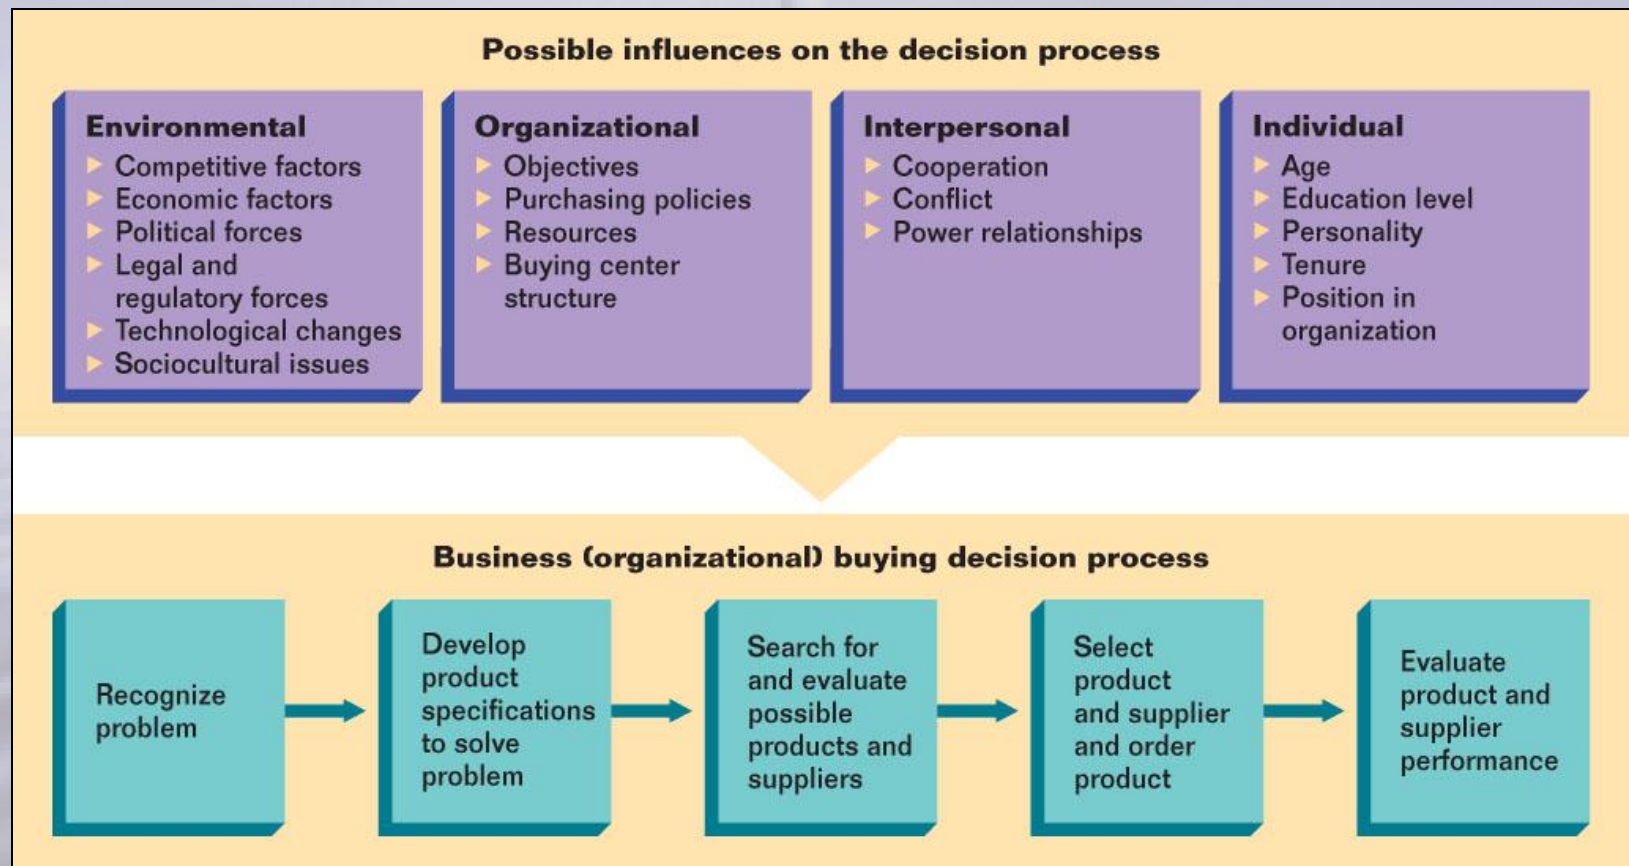 Possible influences on the decision process
Environmental
Competitive factors
Economic factors
Political forces
Legal and
regulatory forces
Technological changes
Sociocultural issues
Organizational
Objectives
Purchasing policies
Resources
Buying center
structure
Interpersonal
Cooperation
Conflict
Power relationships
Individual
Age
Education level
Personality
Tenure
Position in
organization
Business (organizational) buying decision process
Recognize
problem
Develop
product
specifications
to solve
problem
Search for
and evaluate
possible
products and
suppliers
Select
product
and supplier
and order
product
Evaluate
product and
supplier
performance